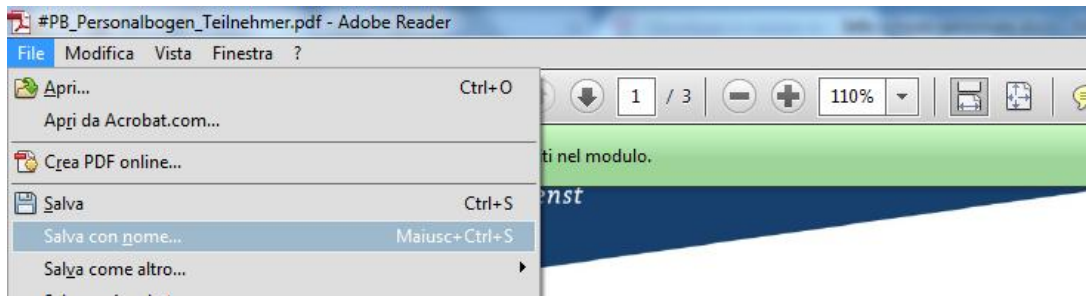 #PB_Personalbogen_Teilnehmer.pdf - Adobe Reader
File Modifica Vista Finestra ?
Apri... Ctrl+O
1 / 3 110%
Apri da Acrobat.com...
Crea PDF online...
ti nel modulo.
Salva Ctrl+S
enst
Salva con nome... Maiusc+Ctrl+S
Salva come altro...